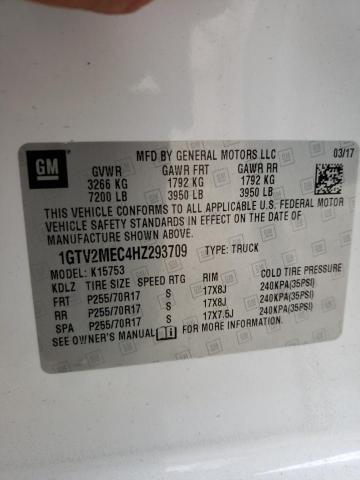 MFD BY GENERAL MOTORS LLC 03/17
GM
GVWR GAWR FRT GAWR RR
3266 KG 1792 KG 1792 KG
7200 LB 3950 LB 3950 LB
THIS VEHICLE CONFORMS TO ALL APPLICABLE U.S. FEDERAL MOTOR
VEHICLE SAFETY STANDARDS IN EFFECT ON THE DATE OF
MANUFACTURE SHOWN ABOVE.
1GTV2MEC4HZ293709 TYPE: TRUCK
MODEL: K15753
KDLZ TIRE SIZE SPEED RTG RIM COLD TIRE PRESSURE
FRT P255/70R17 S 17X8J 240KPA(35PSI)
RR P255/70R17 S 17X8J 240KPA(35PSI)
SPA P255/70R17 S 17X7.5J 240KPA(35PSI)
SEE OWNER'S MANUAL FOR MORE INFORMATION.